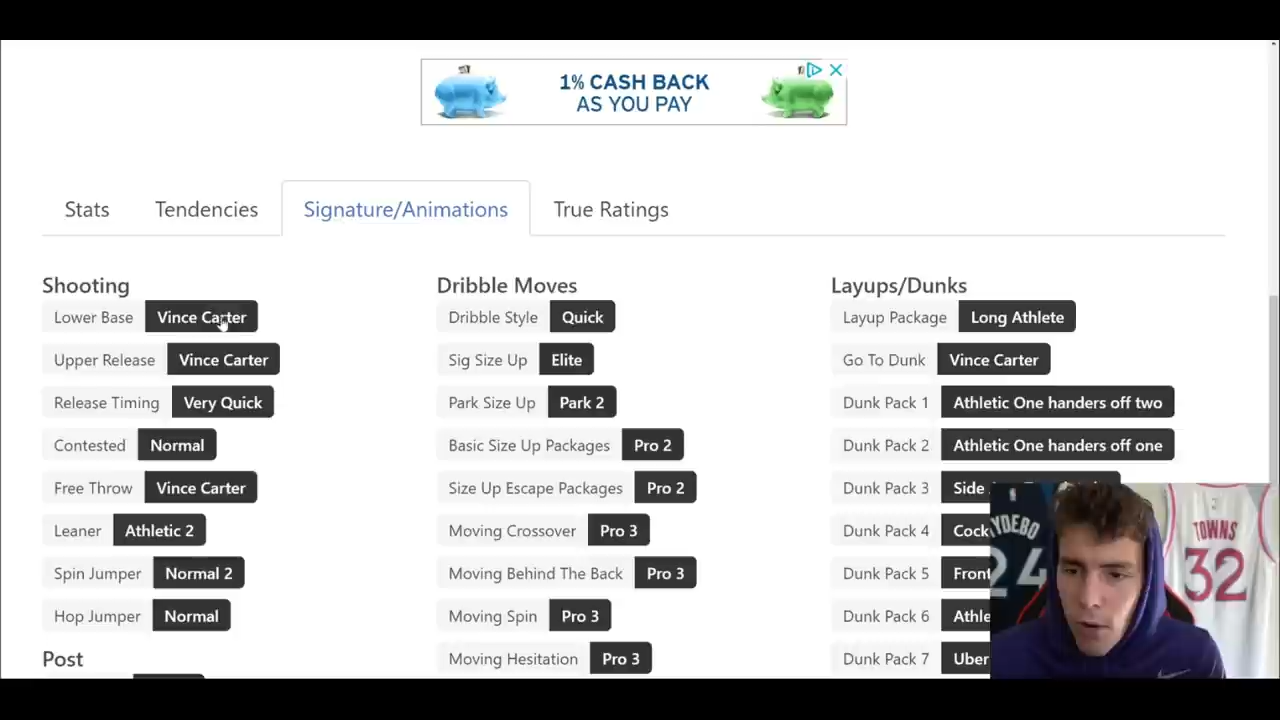 1% CASH BACK
AS YOU PAY
Stats Tendencies Signature/Animations True Ratings
Shooting
Lower Base Vince Carter
Upper Release Vince Carter
Release Timing Very Quick
Contested Normal
Free Throw Vince Carter
Leaner Athletic 2
Spin Jumper Normal 2
Hop Jumper Normal
Post
Dribble Moves
Dribble Style Quick
Sig Size Up Elite
Park Size Up Park 2
Basic Size Up Packages Pro 2
Size Up Escape Packages Pro 2
Moving Crossover Pro 3
Moving Behind The Back Pro 3
Moving Spin Pro 3
Moving Hesitation Pro 3
Layups/Dunks
Layup Package Long Athlete
Go To Dunk Vince Carter
Dunk Pack 1 Athletic One handers off two
Dunk Pack 2 Athletic One handers off one
Dunk Pack 3 Side
Dunk Pack 4 Cock
Dunk Pack 5 Front
Dunk Pack 6 Athle
Dunk Pack 7 Uber
YDEBO
24
TOWNS
32